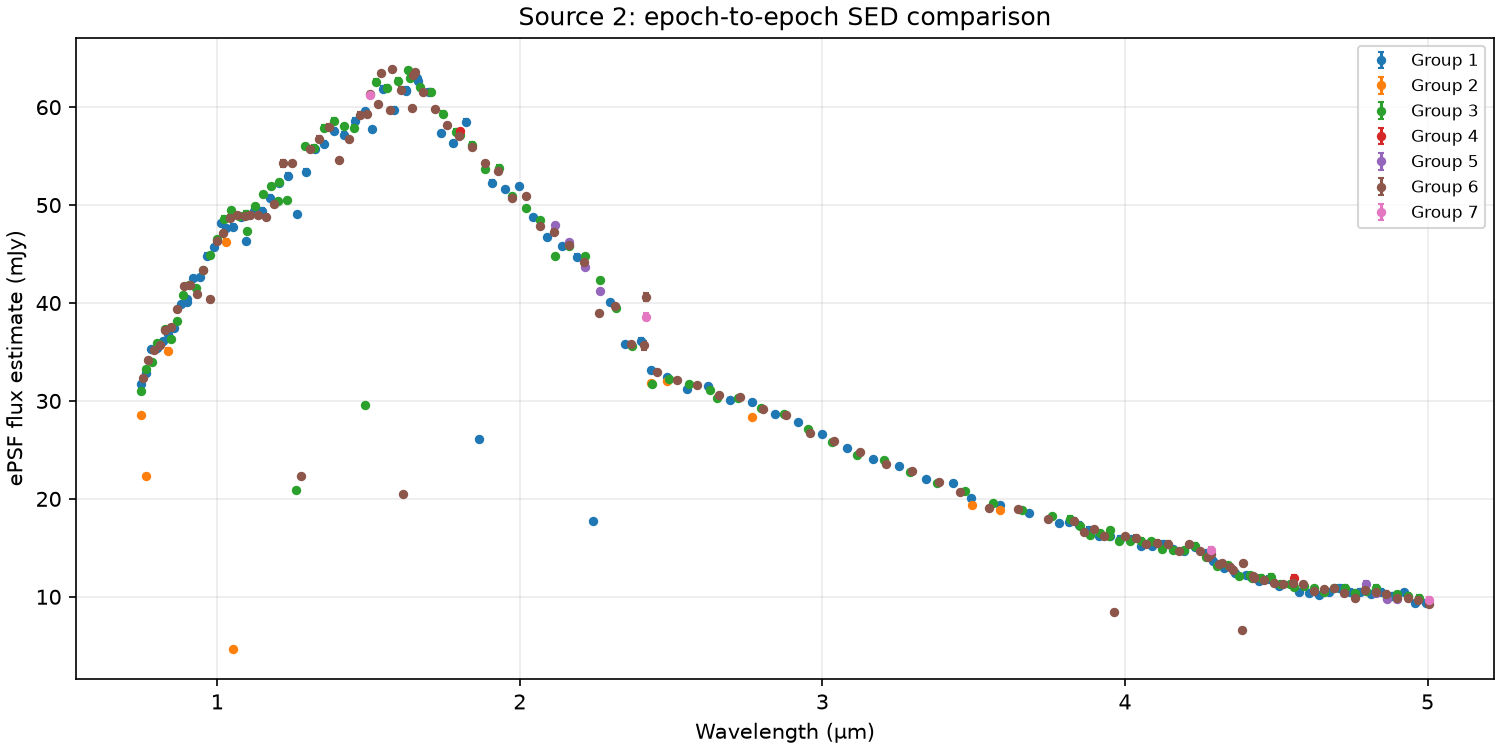 Source 2: epoch-to-epoch SED comparison
ePSF flux estimate (mJy)
60
50
40
30
20
10
1
2
3
4
5
Wavelength (μm)
Group 1
Group 2
Group 3
Group 4
Group 5
Group 6
Group 7